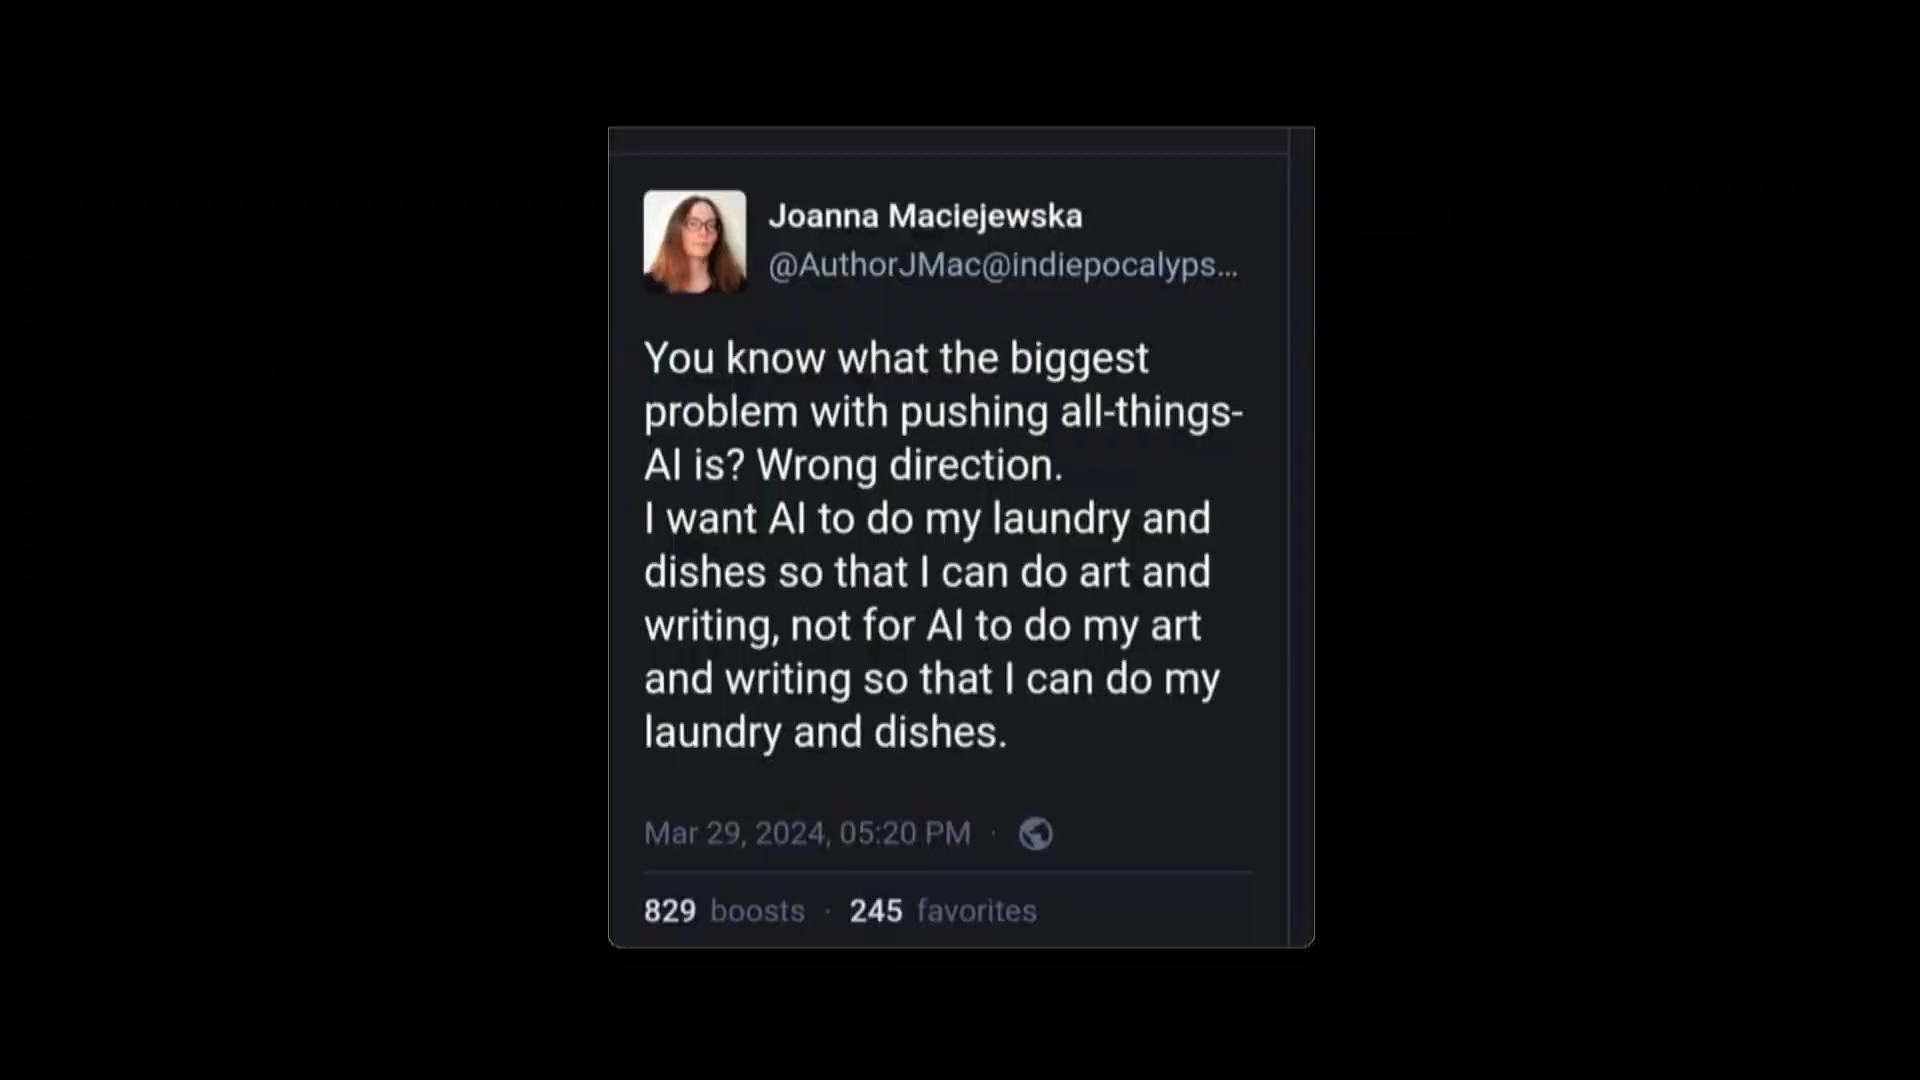 Joanna Maciejewska
@AuthorJMac@indiepocalyps...
You know what the biggest
problem with pushing all-things-
AI is? Wrong direction.
I want AI to do my laundry and
dishes so that I can do art and
writing, not for AI to do my art
and writing so that I can do my
laundry and dishes.
Mar 29, 2024, 05:20 PM ·
829 boosts · 245 favorites